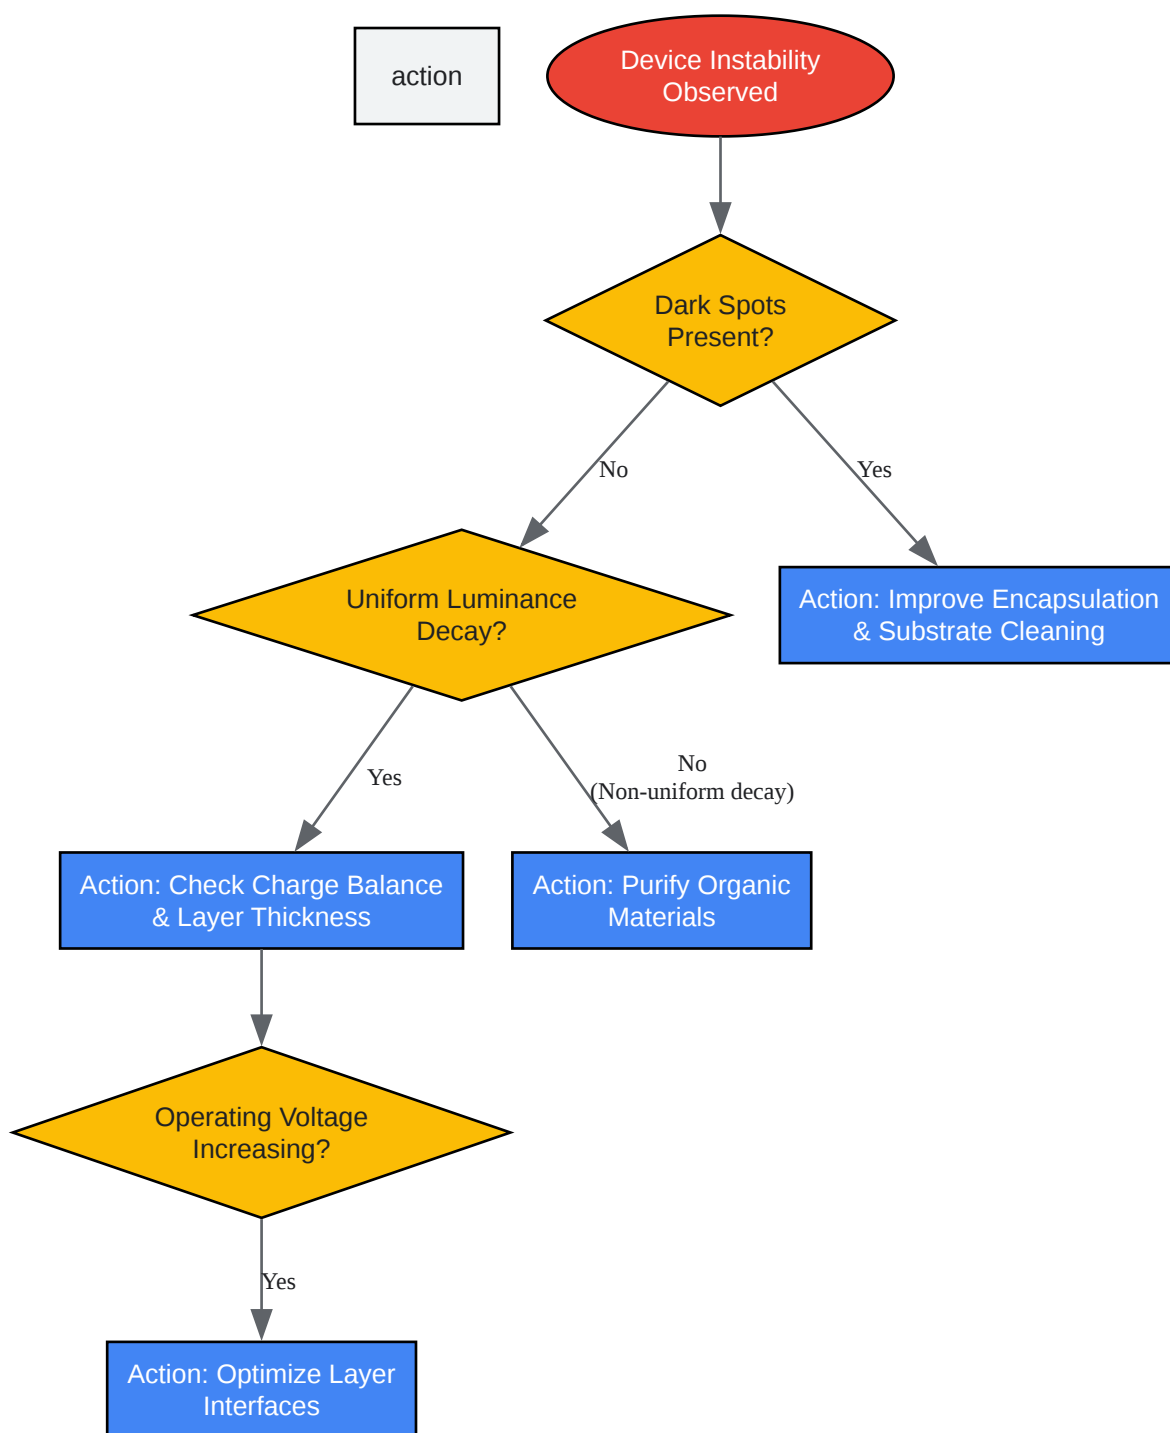 action
Device Instability
Observed
Dark Spots
Present?
No
Yes
Uniform Luminance
Decay?
Action: Improve Encapsulation
& Substrate Cleaning
Yes
No
(Non-uniform decay)
Action: Check Charge Balance
& Layer Thickness
Action: Purify Organic
Materials
Operating Voltage
Increasing?
Yes
Action: Optimize Layer
Interfaces